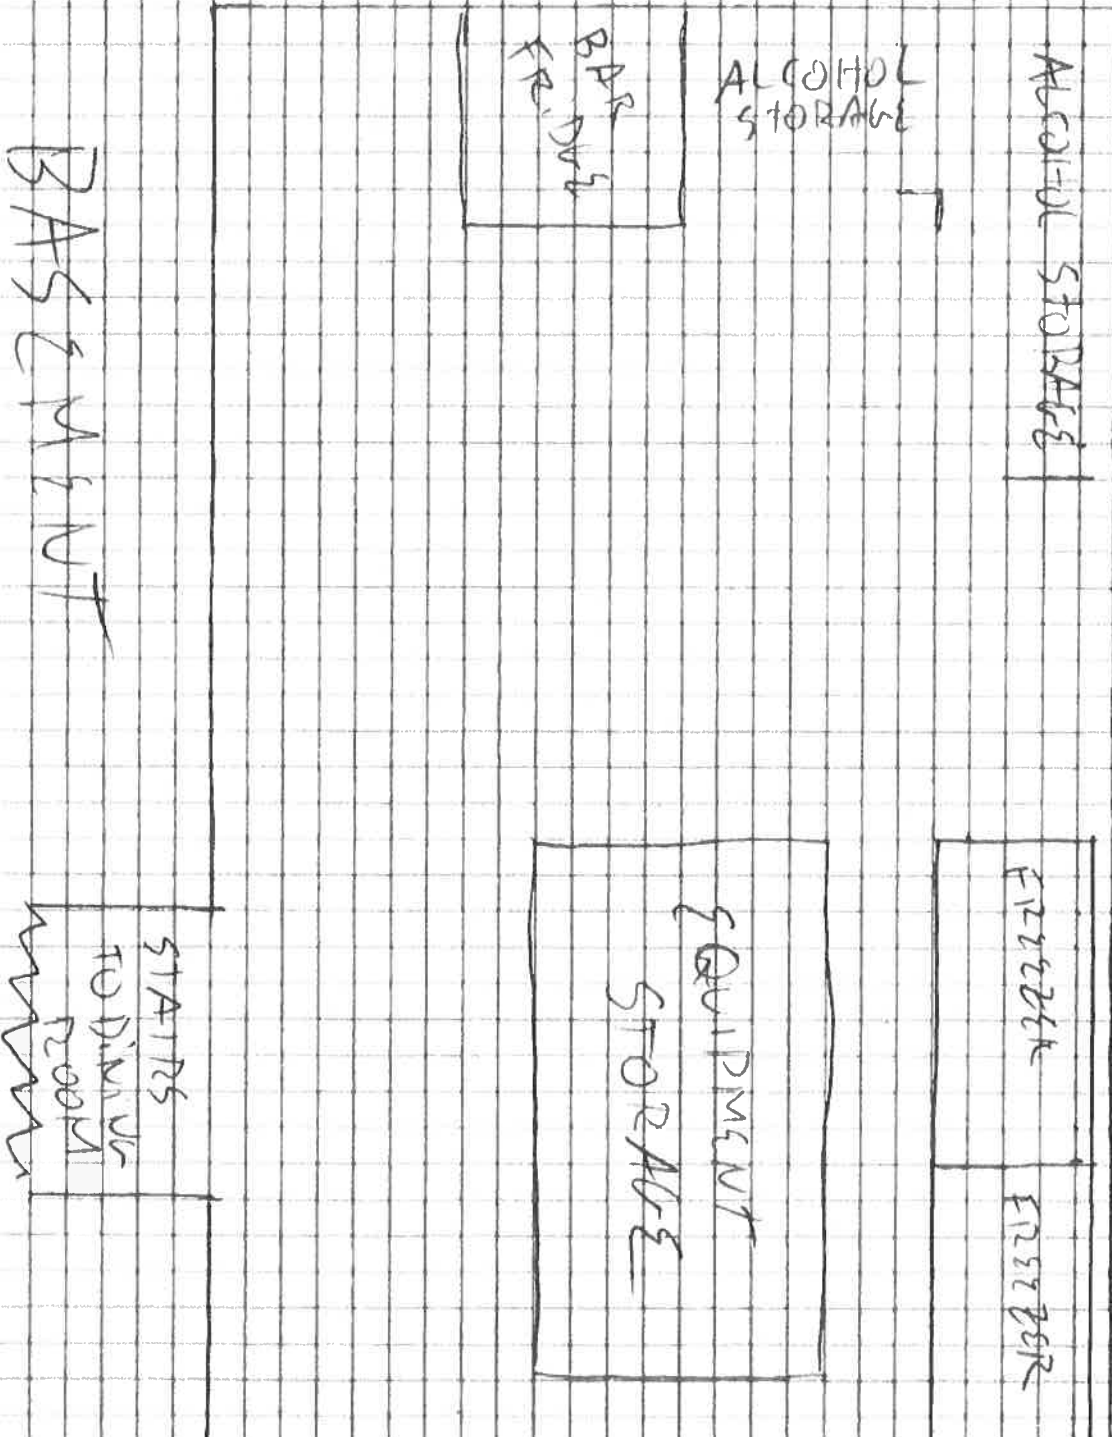 ALCOHOL STORAGE
FREEZER
FREEZER
ALCOHOL
STORAGE
BAR
FRIDGE
EQUIPMENT
STORAGE
STAIRS
TO DINING
ROOM
BASEMENT